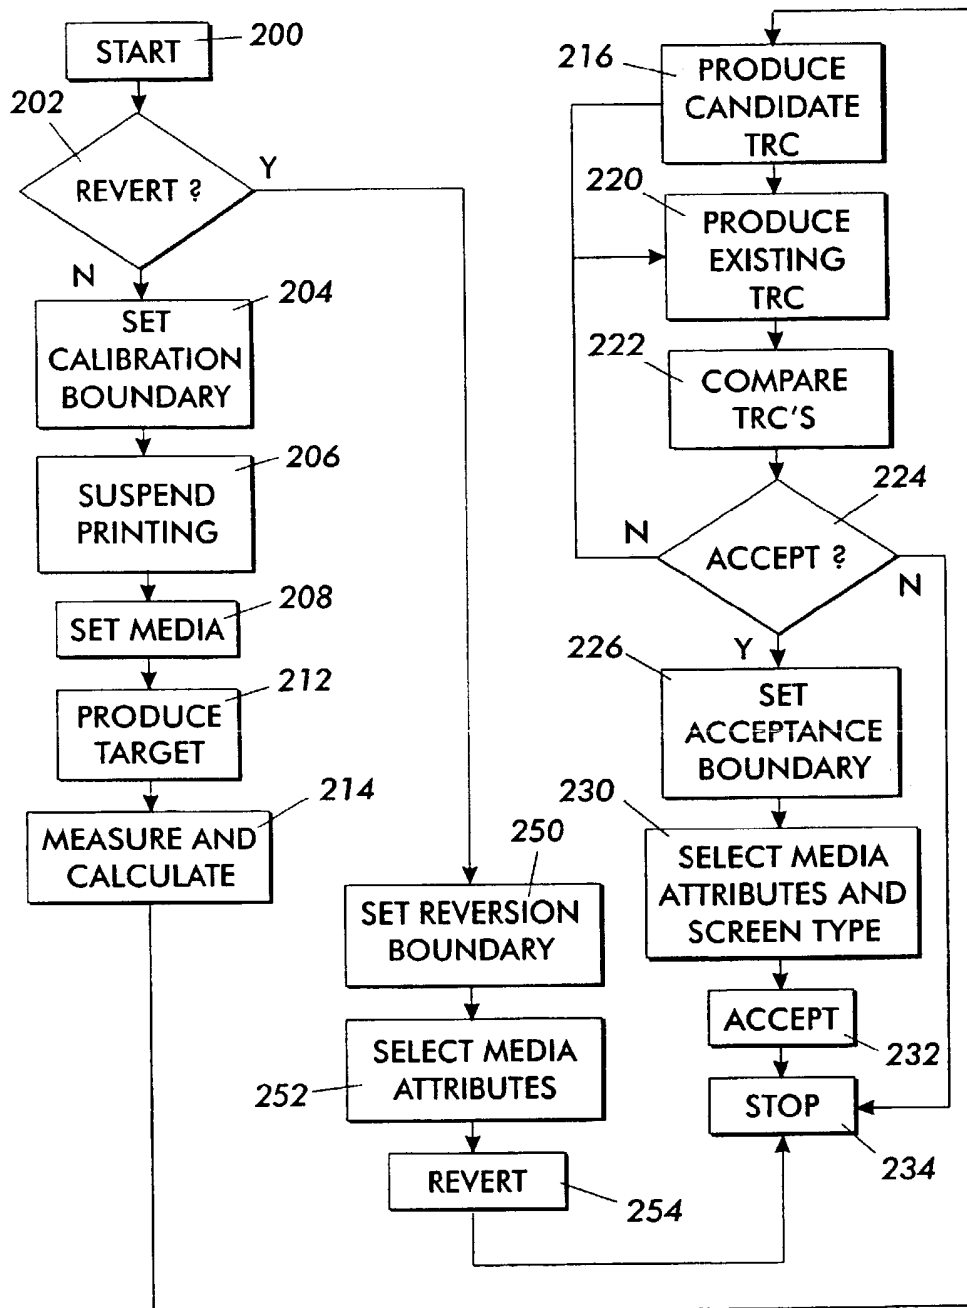 START
200
202
REVERT ?
Y
N
204
SET
CALIBRATION
BOUNDARY
206
SUSPEND
PRINTING
208
SET MEDIA
212
PRODUCE
TARGET
214
MEASURE AND
CALCULATE
250
SET REVERSION
BOUNDARY
SELECT MEDIA
ATTRIBUTES
252
REVERT
254
216
PRODUCE
CANDIDATE
TRC
220
PRODUCE
EXISTING
TRC
222
COMPARE
TRC'S
224
N
ACCEPT ?
N
Y
226
SET
ACCEPTANCE
BOUNDARY
230
SELECT MEDIA
ATTRIBUTES AND
SCREEN TYPE
ACCEPT
232
STOP
234